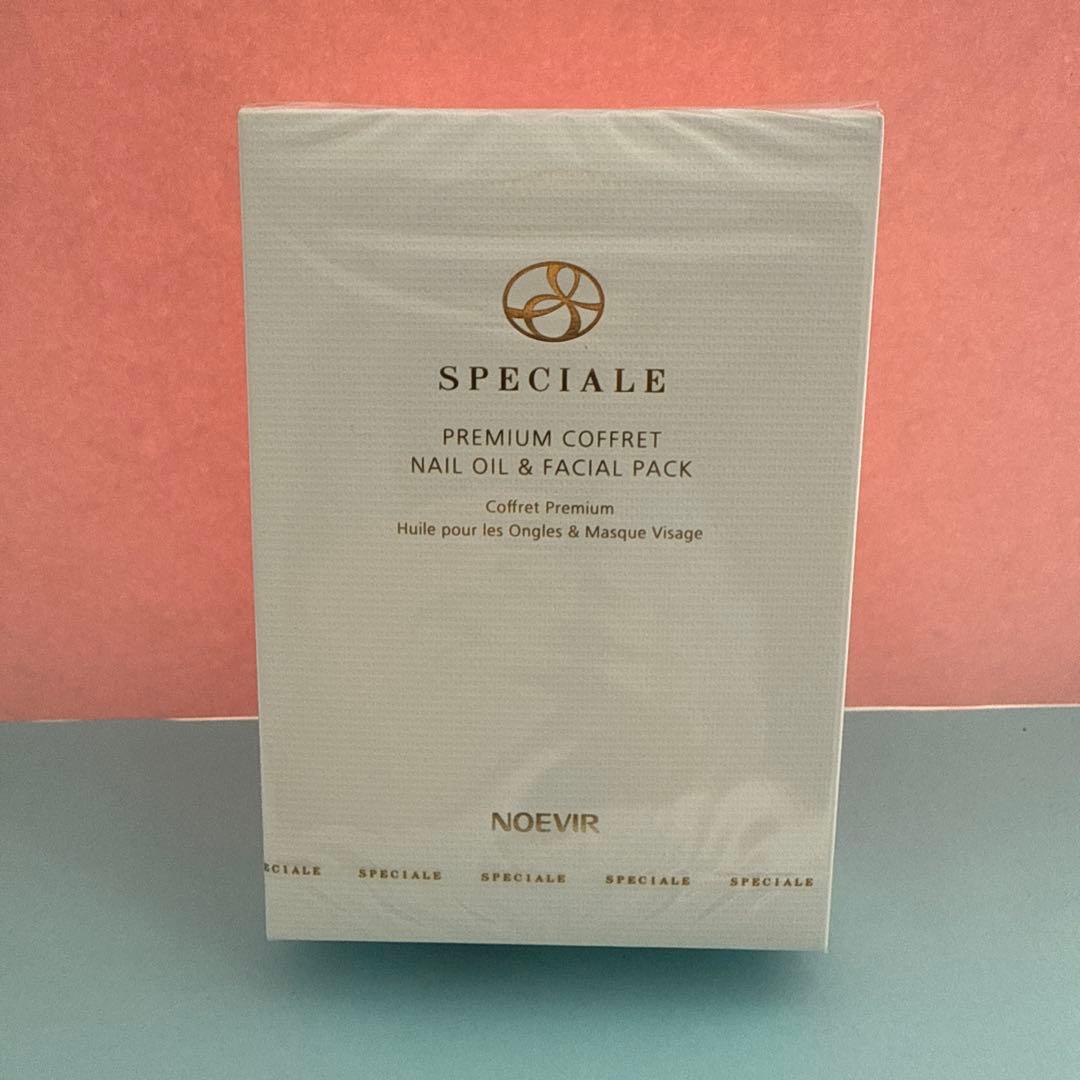 SPECIALE
PREMIUM COFFRET
NAIL OIL & FACIAL PACK
Coffret Premium
Huile pour les Ongles & Masque Visage
NOEVIR
ECIALE SPECIALE SPECIALE SPECIALE SPECIALE